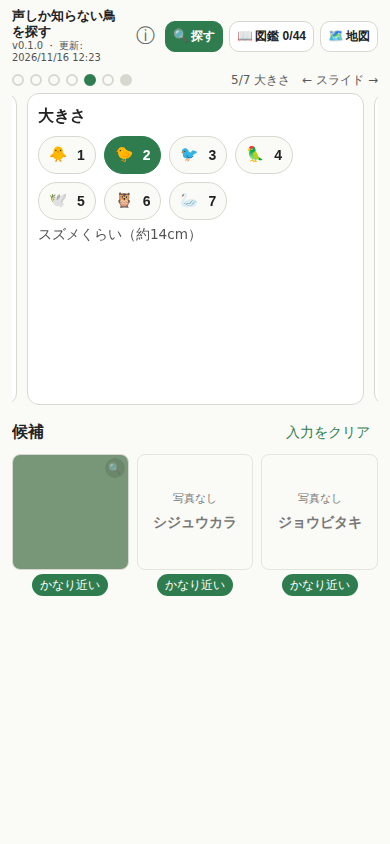 声しか知らない鳥
を探す
v0.1.0 · 更新:
2026/11/16 12:23
ⓘ
🔍 探す
📖 図鑑 0/44
🗺️ 地図
5/7 大きさ ← スライド →
大きさ
🐥 1
🐤 2
🐦 3
🦜 4
🕊️ 5
🦉 6
🦢 7
スズメくらい（約14cm）
候補
入力をクリア
写真なし
シジュウカラ
写真なし
ジョウビタキ
かなり近い
かなり近い
かなり近い